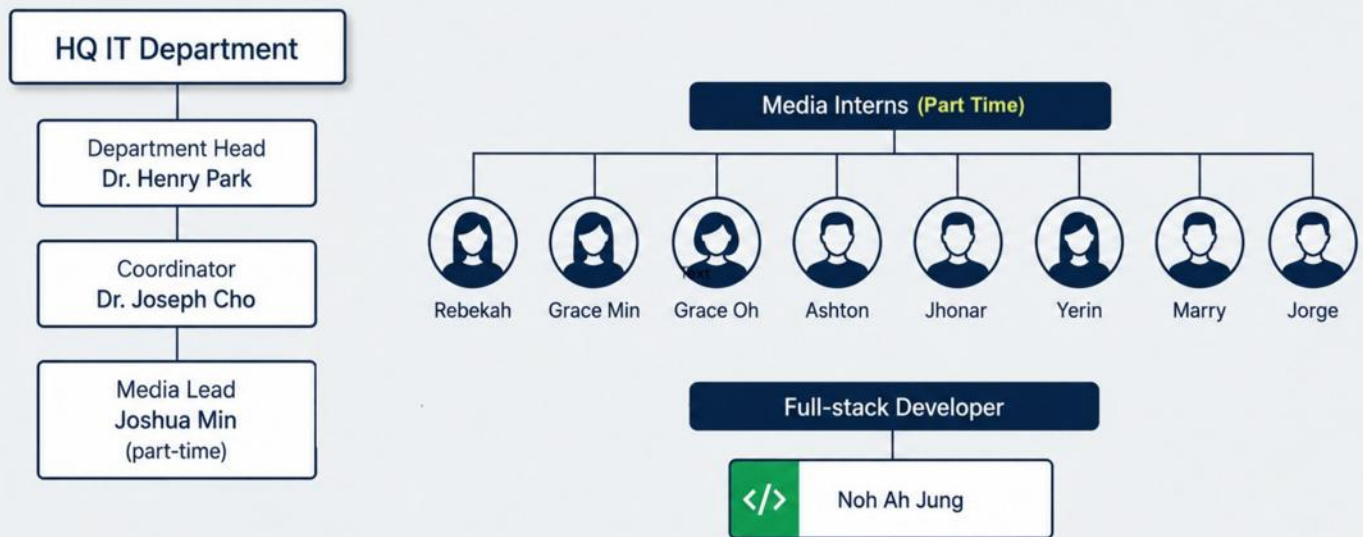 HQ IT Department
Department Head
Dr. Henry Park
Coordinator
Dr. Joseph Cho
Media Lead
Joshua Min
(part-time)
Media Interns (Part Time)
Text
Rebekah
Grace Min
Grace Oh
Ashton
Jhonar
Yerin
Marry
Jorge
Full-stack Developer
</> Noh Ah Jung